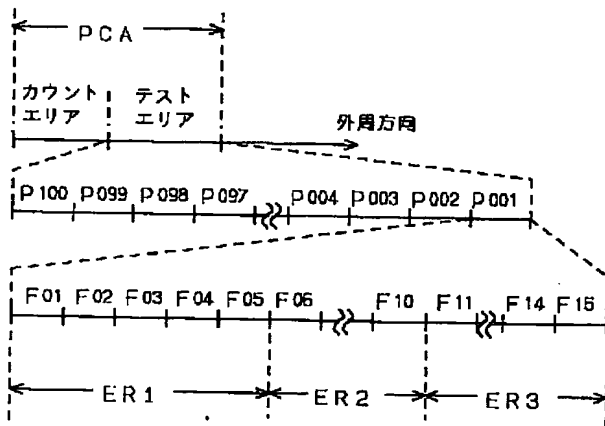 PCA
カウント
エリア
テスト
エリア
外周方向
P100 P099 P098 P097 P004 P003 P002 P001
F01 F02 F03 F04 F05 F06 F10 F11 F14 F15
ER1 ER2 ER3